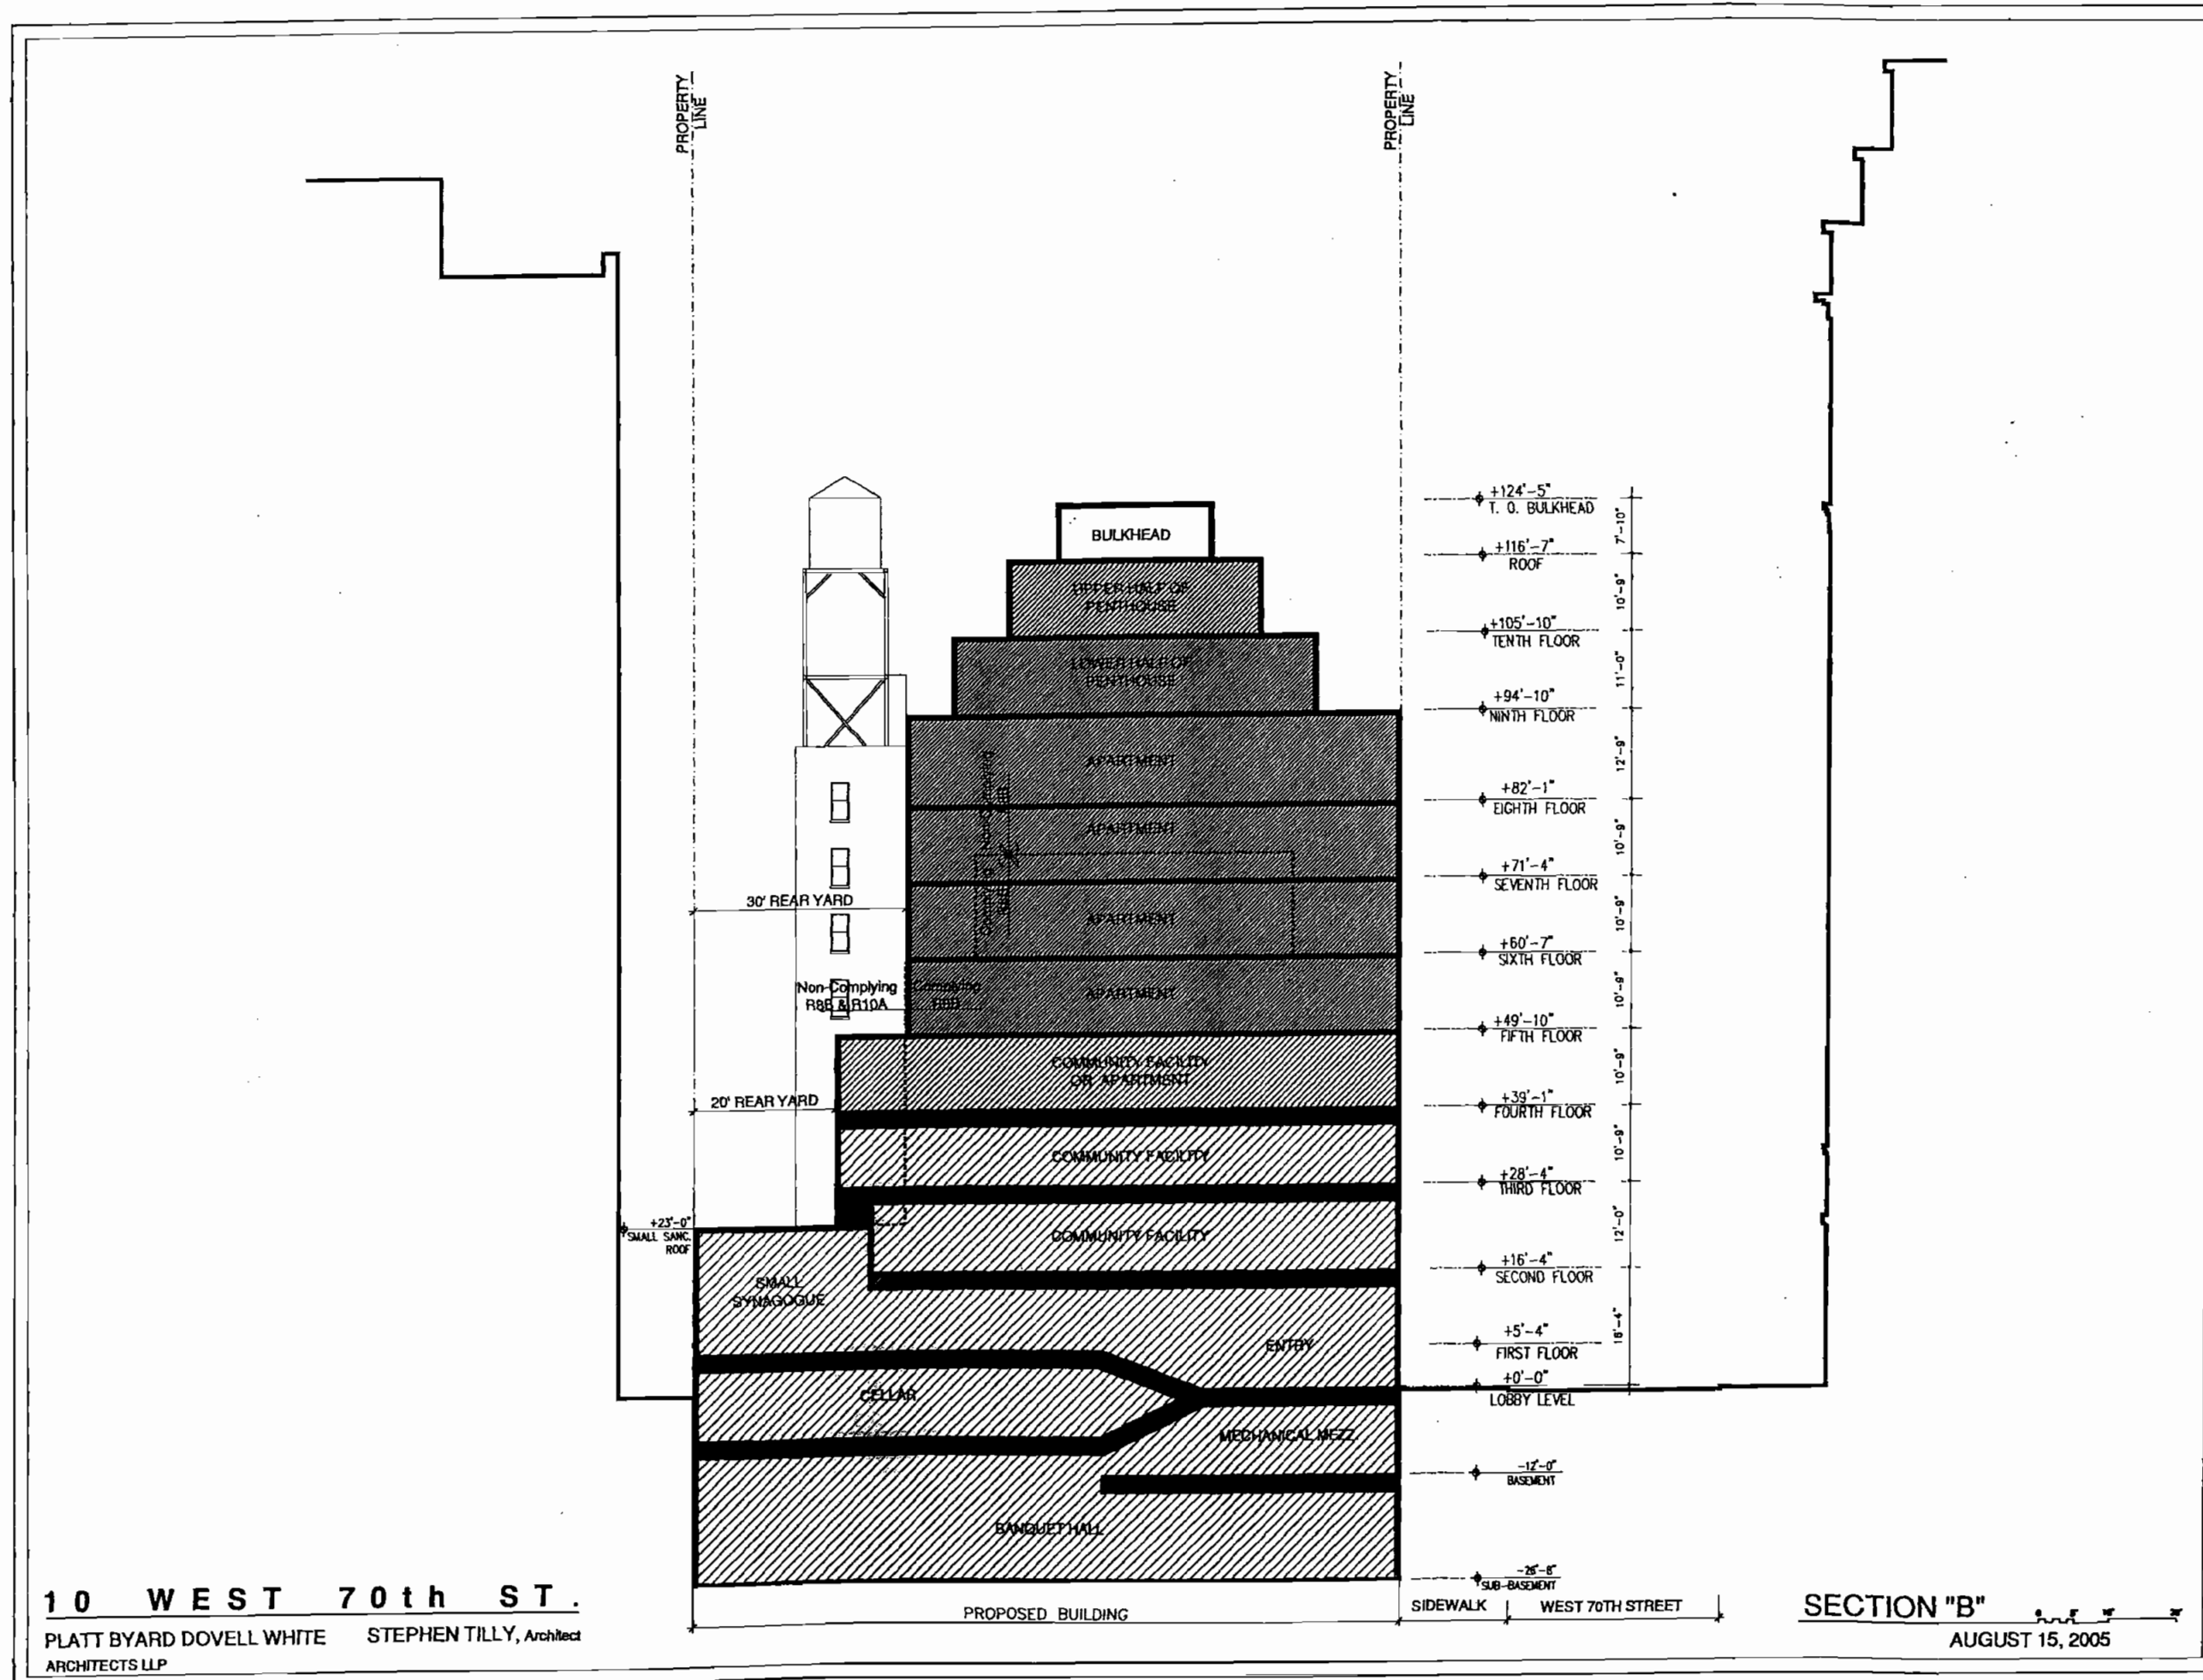 PROPERTY
LINE
PROPERTY
LINE
+124'-5"
T. O. BULKHEAD
7'-10"
BULKHEAD
+116'-7"
ROOF
10'-9"
UPPER HALF OF
PENTHOUSE
+105'-10"
TENTH FLOOR
11'-0"
LOWER HALF OF
PENTHOUSE
+94'-10"
NINTH FLOOR
12'-9"
APARTMENT
Non-Complying
+82'-1"
EIGHTH FLOOR
10'-9"
APARTMENT
+71'-4"
SEVENTH FLOOR
10'-9"
30' REAR YARD
Complying
APARTMENT
+60'-7"
SIXTH FLOOR
10'-9"
Non-Complying
R8B & R10A
Complying
R8B
APARTMENT
+49'-10"
FIFTH FLOOR
10'-9"
COMMUNITY FACILITY
OR APARTMENT
20' REAR YARD
+39'-1"
FOURTH FLOOR
10'-9"
COMMUNITY FACILITY
+28'-4"
THIRD FLOOR
12'-0"
+23'-0"
SMALL SANC.
ROOF
COMMUNITY FACILITY
+16'-4"
SECOND FLOOR
16'-4"
SMALL
SYNAGOGUE
ENTRY
+5'-4"
FIRST FLOOR
CELLAR
+0'-0"
LOBBY LEVEL
MECHANICAL MEZZ.
-12'-0"
BASEMENT
BANQUET HALL
SUB-BASEMENT
PROPOSED BUILDING
SIDEWALK
WEST 70TH STREET
10 WEST 70th ST.
PLATT BYARD DOVELL WHITE
ARCHITECTS LLP
STEPHEN TILLY, Architect
SECTION "B"
AUGUST 15, 2005